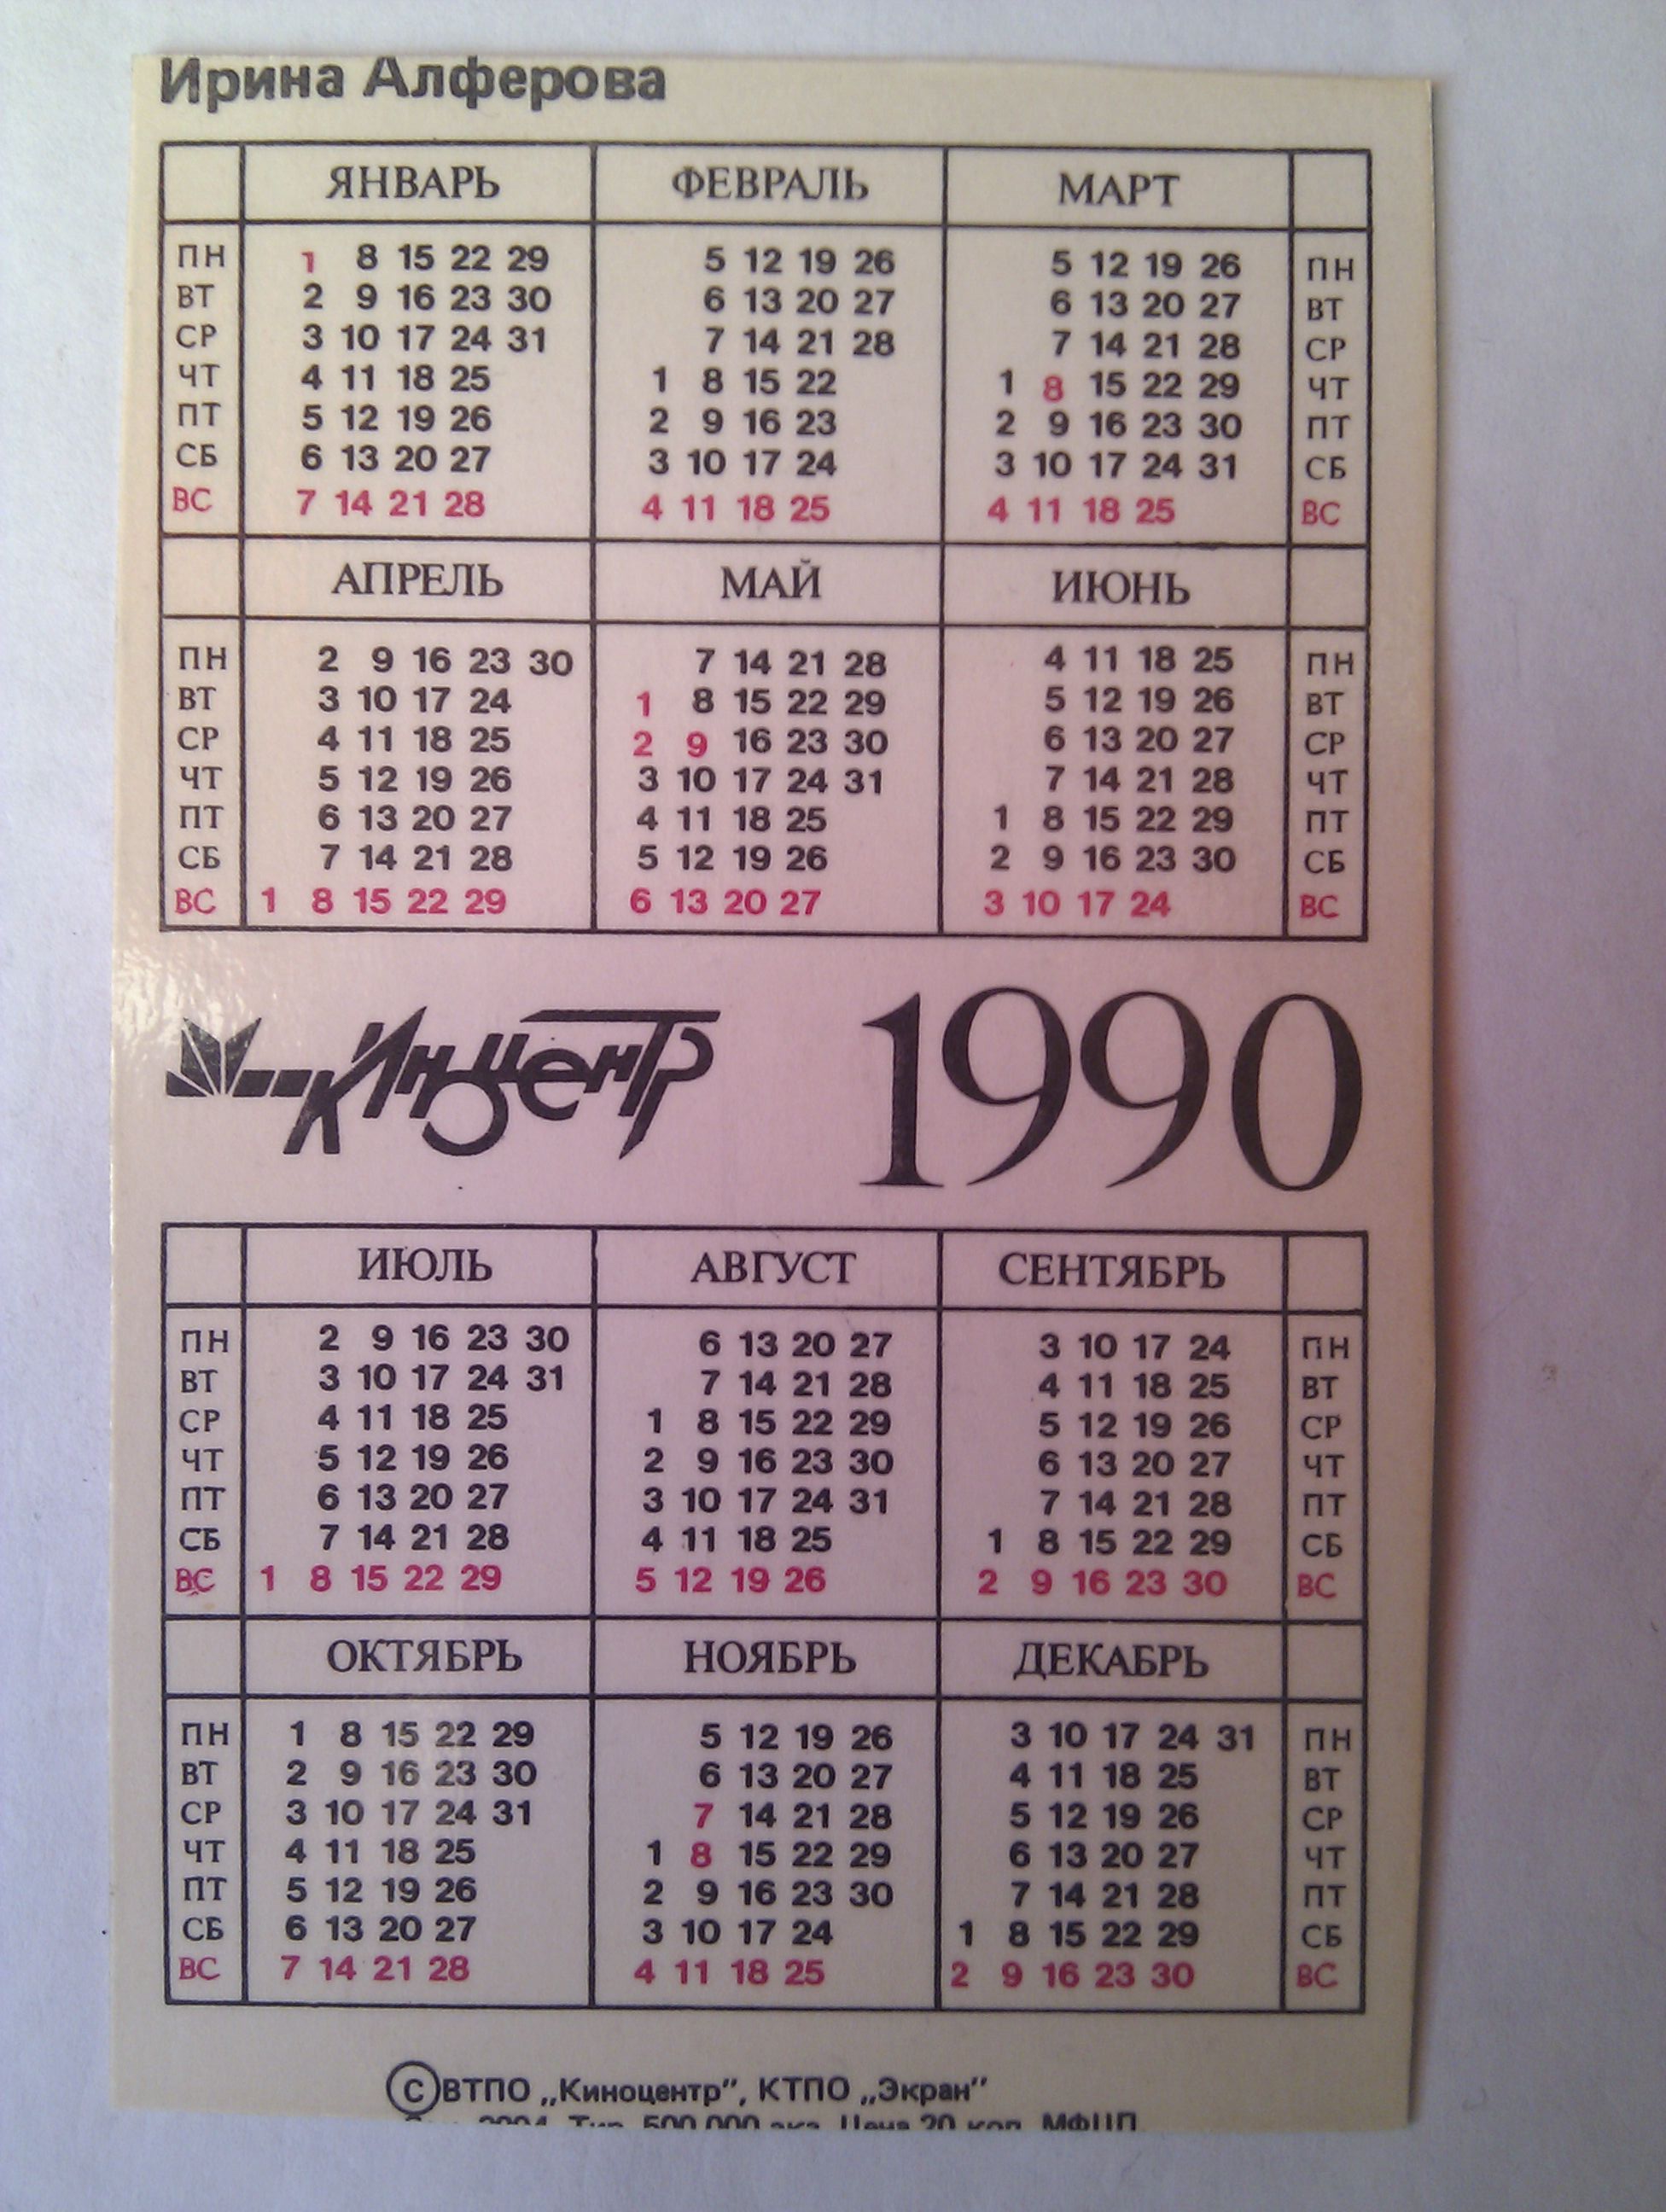 Ирина Алферова
ЯНВАРЬ ФЕВРАЛЬ МАРТ
ПН 1 8 15 22 29 5 12 19 26 5 12 19 26 ПН
ВТ 2 9 16 23 30 6 13 20 27 6 13 20 27 ВТ
СР 3 10 17 24 31 7 14 21 28 7 14 21 28 СР
ЧТ 4 11 18 25 1 8 15 22 1 8 15 22 29 ЧТ
ПТ 5 12 19 26 2 9 16 23 2 9 16 23 30 ПТ
СБ 6 13 20 27 3 10 17 24 3 10 17 24 31 СБ
ВС 7 14 21 28 4 11 18 25 4 11 18 25 ВС
АПРЕЛЬ МАЙ ИЮНЬ
ПН 2 9 16 23 30 7 14 21 28 4 11 18 25 ПН
ВТ 3 10 17 24 1 8 15 22 29 5 12 19 26 ВТ
СР 4 11 18 25 2 9 16 23 30 6 13 20 27 СР
ЧТ 5 12 19 26 3 10 17 24 31 7 14 21 28 ЧТ
ПТ 6 13 20 27 4 11 18 25 1 8 15 22 29 ПТ
СБ 7 14 21 28 5 12 19 26 2 9 16 23 30 СБ
ВС 1 8 15 22 29 6 13 20 27 3 10 17 24 ВС
Киноцентр 1990
ИЮЛЬ АВГУСТ СЕНТЯБРЬ
ПН 2 9 16 23 30 6 13 20 27 3 10 17 24 ПН
ВТ 3 10 17 24 31 7 14 21 28 4 11 18 25 ВТ
СР 4 11 18 25 1 8 15 22 29 5 12 19 26 СР
ЧТ 5 12 19 26 2 9 16 23 30 6 13 20 27 ЧТ
ПТ 6 13 20 27 3 10 17 24 31 7 14 21 28 ПТ
СБ 7 14 21 28 4 11 18 25 1 8 15 22 29 СБ
ВС 1 8 15 22 29 5 12 19 26 2 9 16 23 30 ВС
ОКТЯБРЬ НОЯБРЬ ДЕКАБРЬ
ПН 1 8 15 22 29 5 12 19 26 3 10 17 24 31 ПН
ВТ 2 9 16 23 30 6 13 20 27 4 11 18 25 ВТ
СР 3 10 17 24 31 7 14 21 28 5 12 19 26 СР
ЧТ 4 11 18 25 1 8 15 22 29 6 13 20 27 ЧТ
ПТ 5 12 19 26 2 9 16 23 30 7 14 21 28 ПТ
СБ 6 13 20 27 3 10 17 24 1 8 15 22 29 СБ
ВС 7 14 21 28 4 11 18 25 2 9 16 23 30 ВС
© ВТПО „Киноцентр", КТПО „Экран"
Тир. 500 000 экз. Цена 20 коп. МФЦП